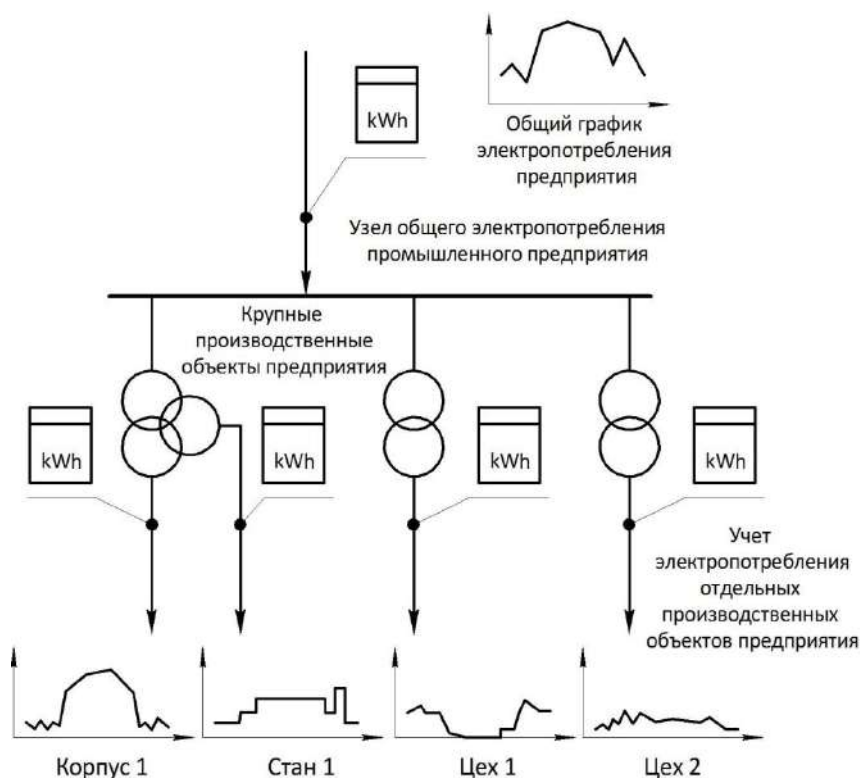 kWh
Общий график
электропотребления
предприятия
Узел общего электропотребления
промышленного предприятия
Крупные
производственные
объекты предприятия
kWh
kWh
kWh
kWh
Учет
электропотребления
отдельных
производственных
объектов предприятия
Корпус 1
Стан 1
Цех 1
Цех 2